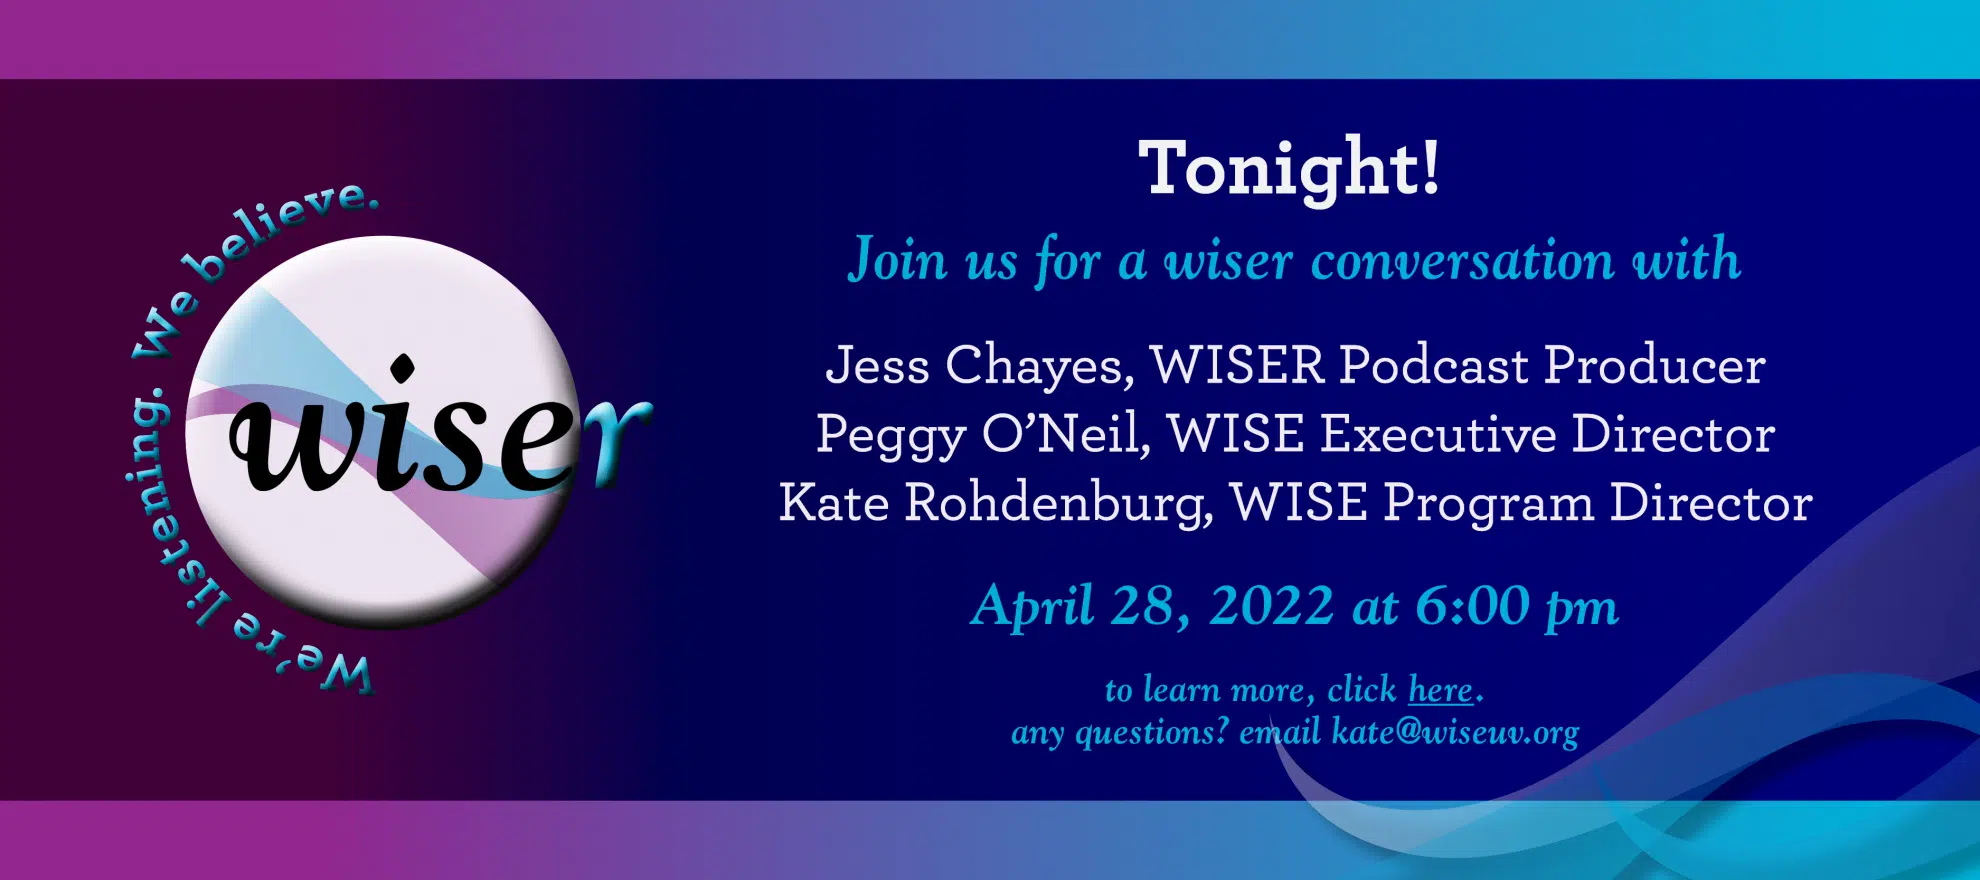 We're listening. We believe.
wiser
Tonight!
Join us for a wiser conversation with
Jess Chayes, WISER Podcast Producer
Peggy O’Neil, WISE Executive Director
Kate Rohdenburg, WISE Program Director
April 28, 2022 at 6:00 pm
to learn more, click here.
any questions? email kate@wiseuv.org